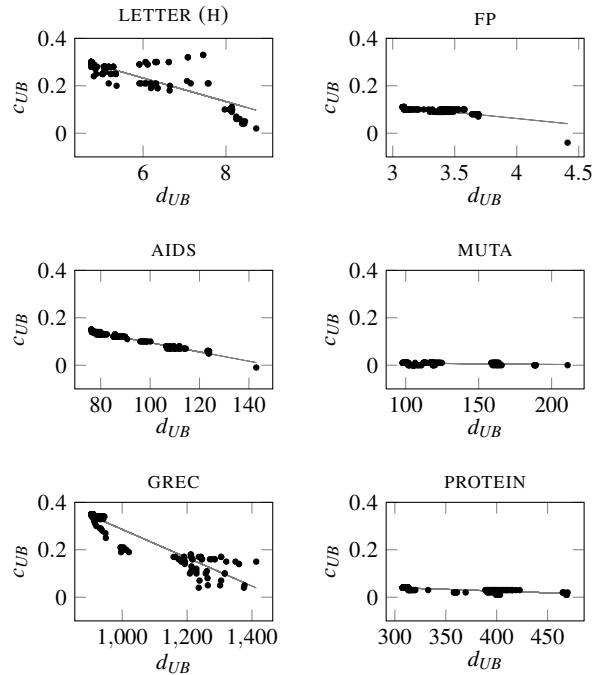 LETTER (H)
0.4
0.2
0
c_UB
6
8
d_UB
FP
0.4
0.2
0
c_UB
3
3.5
4
4.5
d_UB
AIDS
0.4
0.2
0
c_UB
80
100
120
140
d_UB
MUTA
0.4
0.2
0
c_UB
100
150
200
d_UB
GREC
0.4
0.2
0
c_UB
1,000
1,200
1,400
d_UB
PROTEIN
0.4
0.2
0
c_UB
300
350
400
450
d_UB